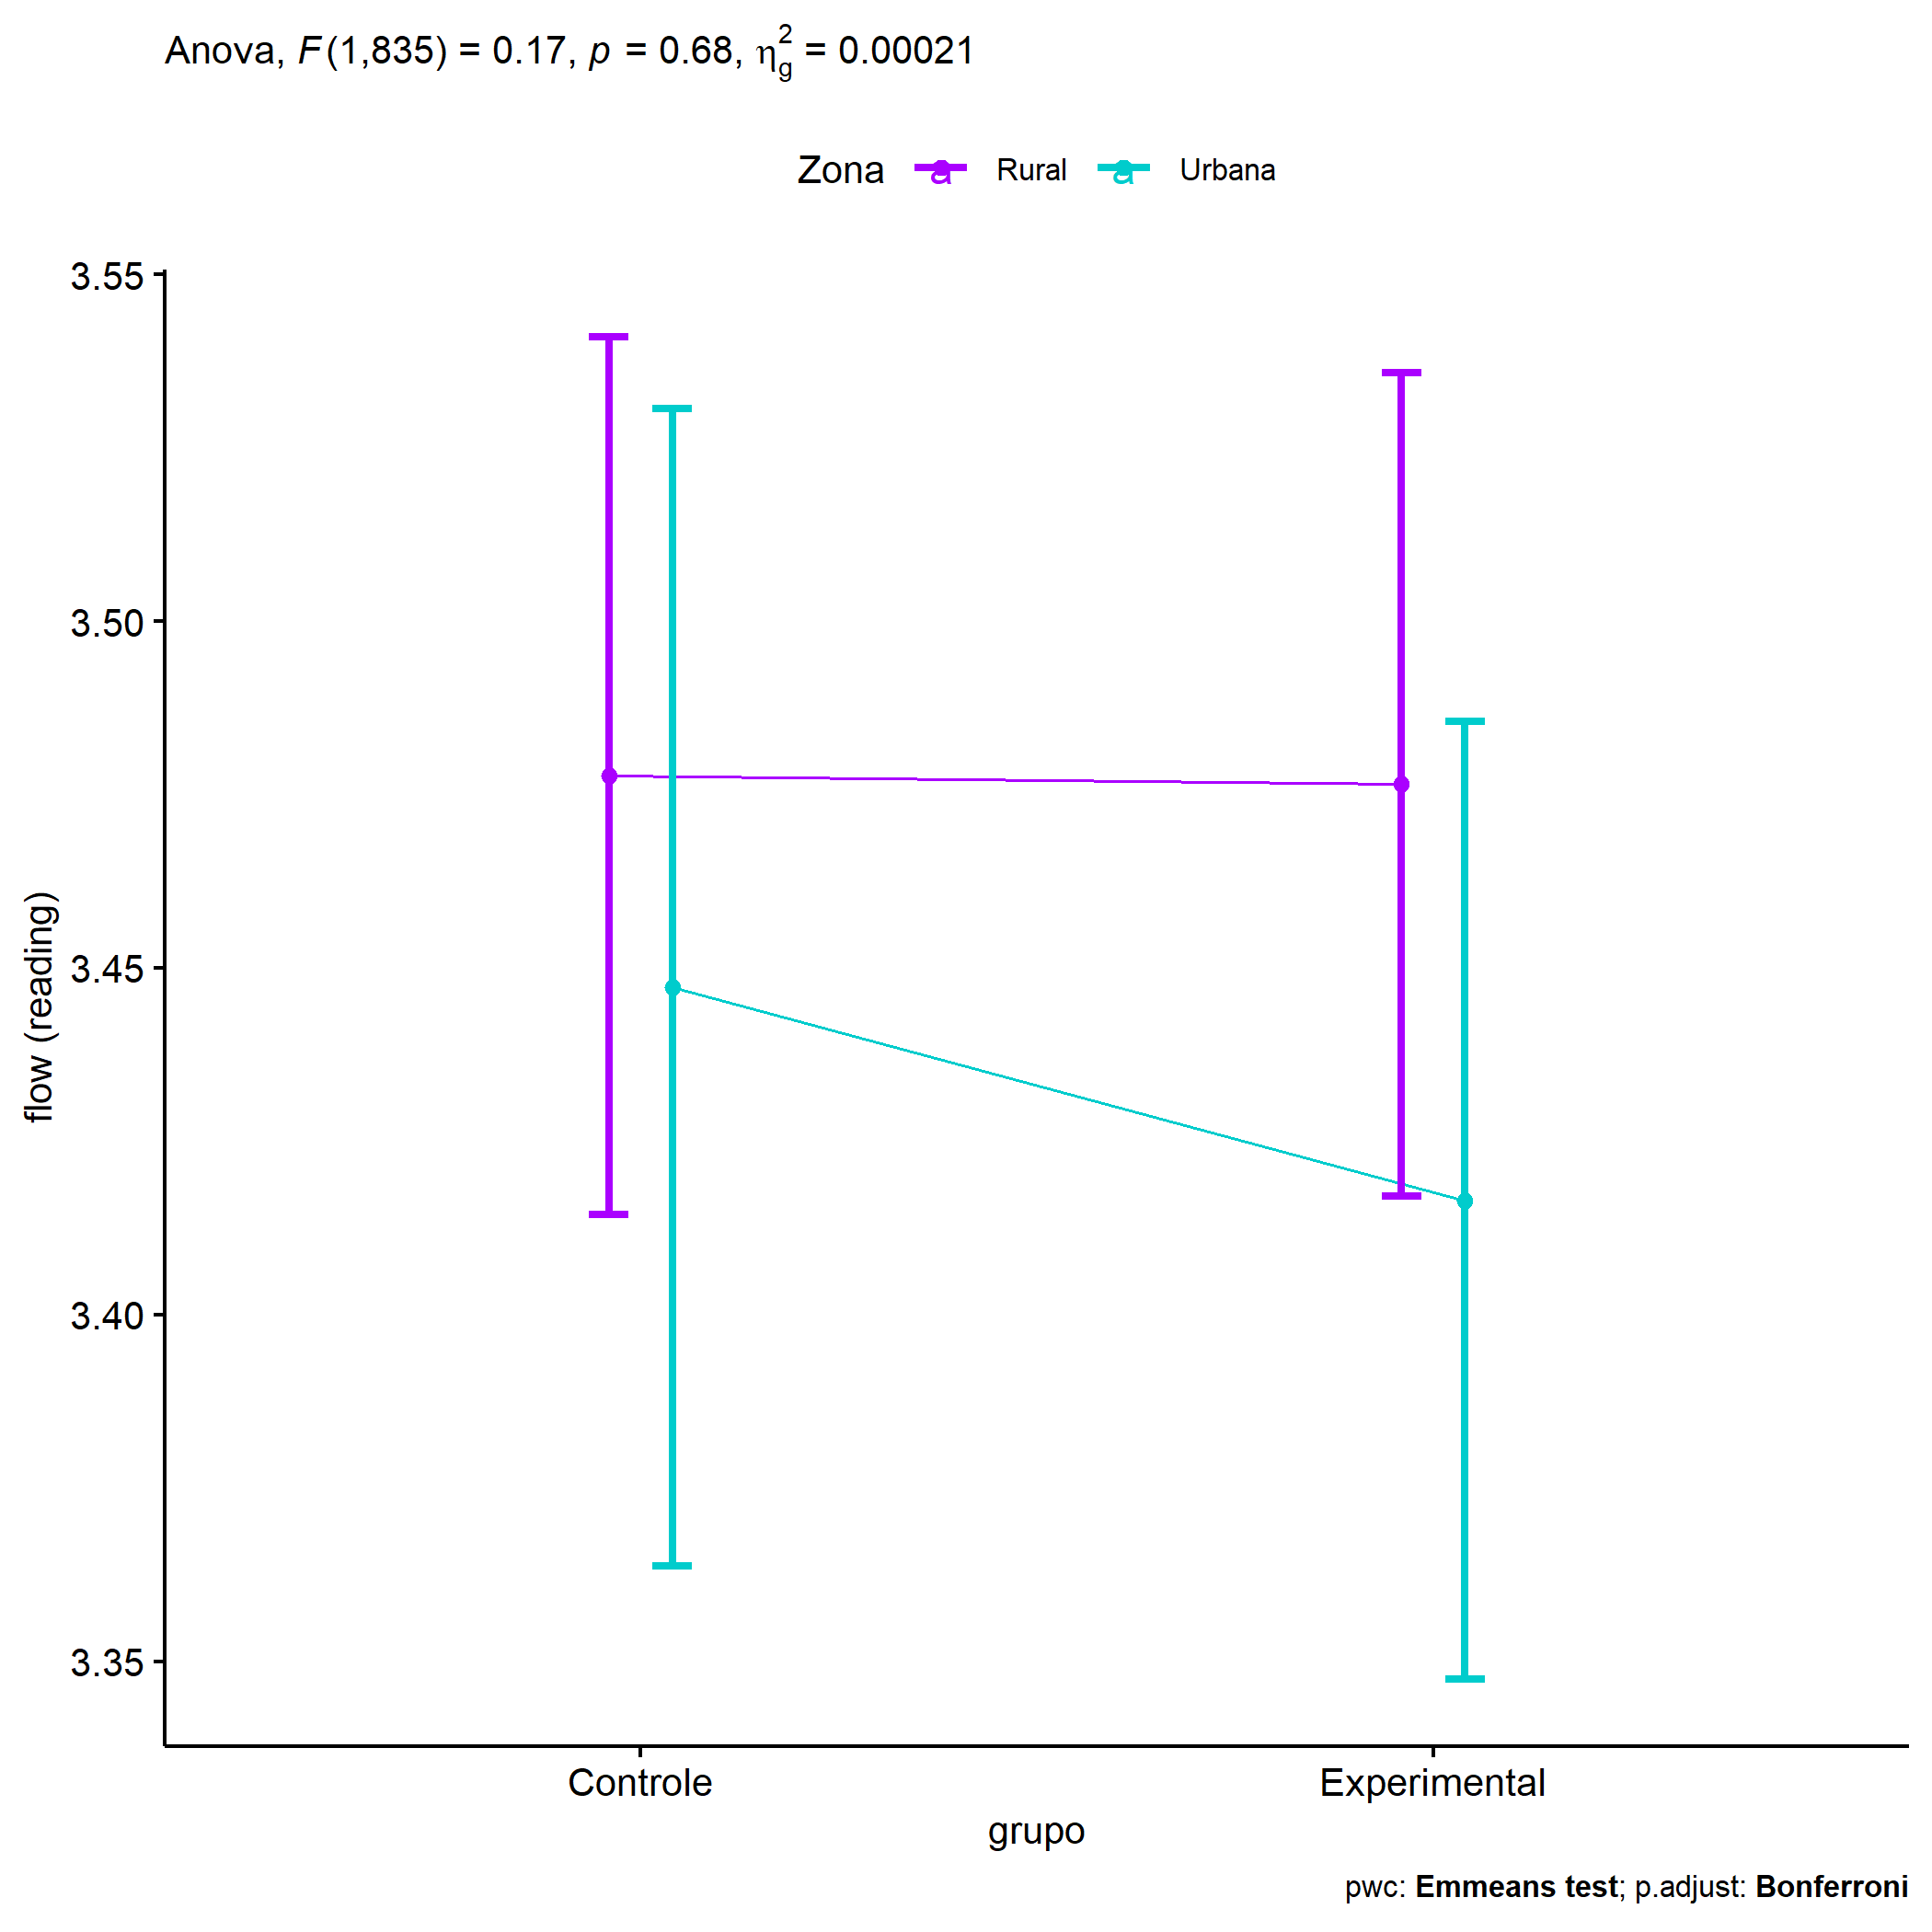 Anova, F(1,835) = 0.17, p = 0.68, η²g = 0.00021
Zona a Rural a Urbana
3.55
3.50
3.45
3.40
3.35
flow (reading)
Controle Experimental
grupo
pwc: Emmeans test; p.adjust: Bonferroni